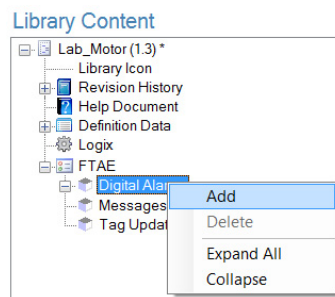 Library Content
Lab_Motor (1.3) *
Library Icon
Revision History
Help Document
Definition Data
Logix
FTAE
Digital Alar
Add
Messages
Delete
Tag Updat
Expand All
Collapse